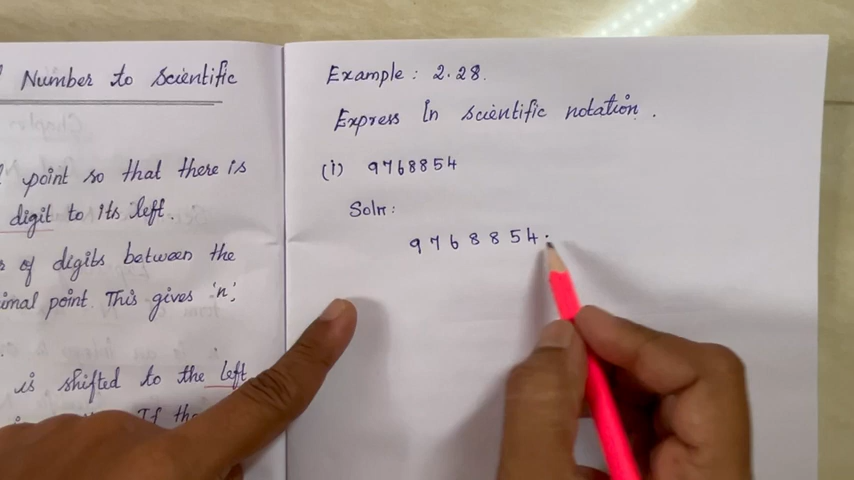 Number to Scientific
point so that there is
digit to its left.
of digits between the
point. This gives 'n'.
is shifted to the left
If
Example : 2.28.
Express In scientific notation.
(i) 9768854
Soln:
9768854.